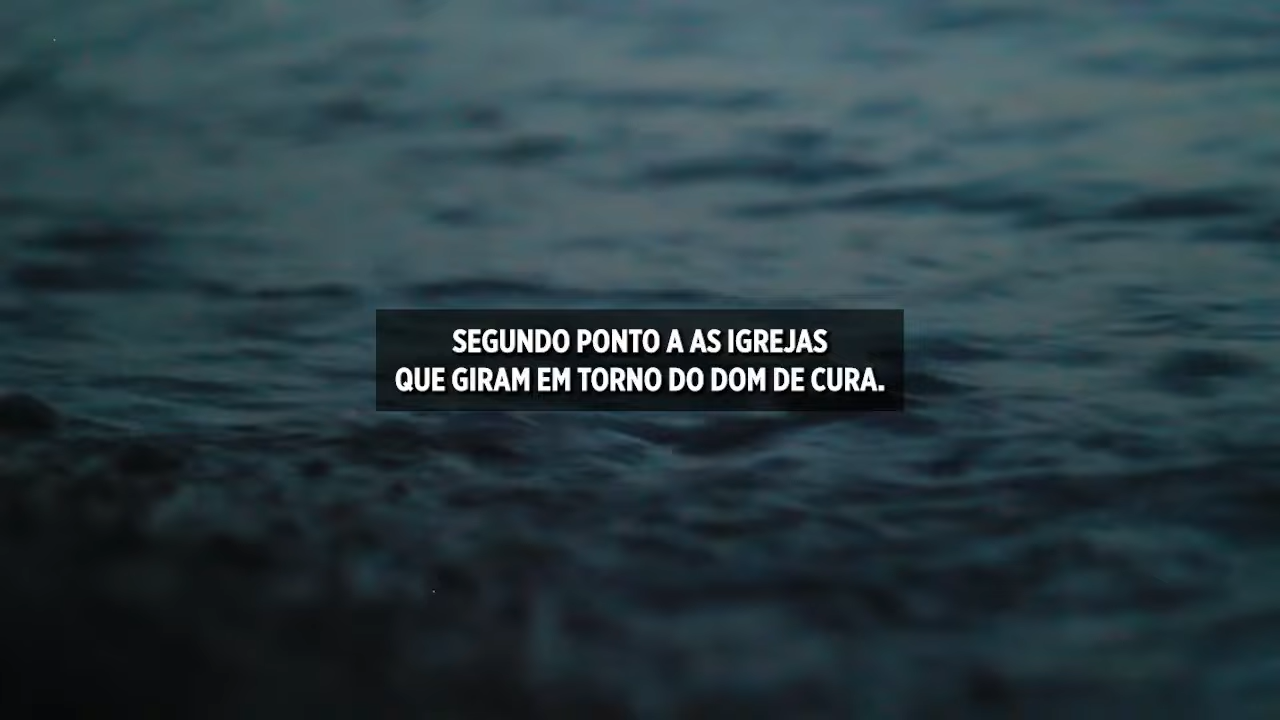 SEGUNDO PONTO A AS IGREJAS
QUE GIRAM EM TORNO DO DOM DE CURA.